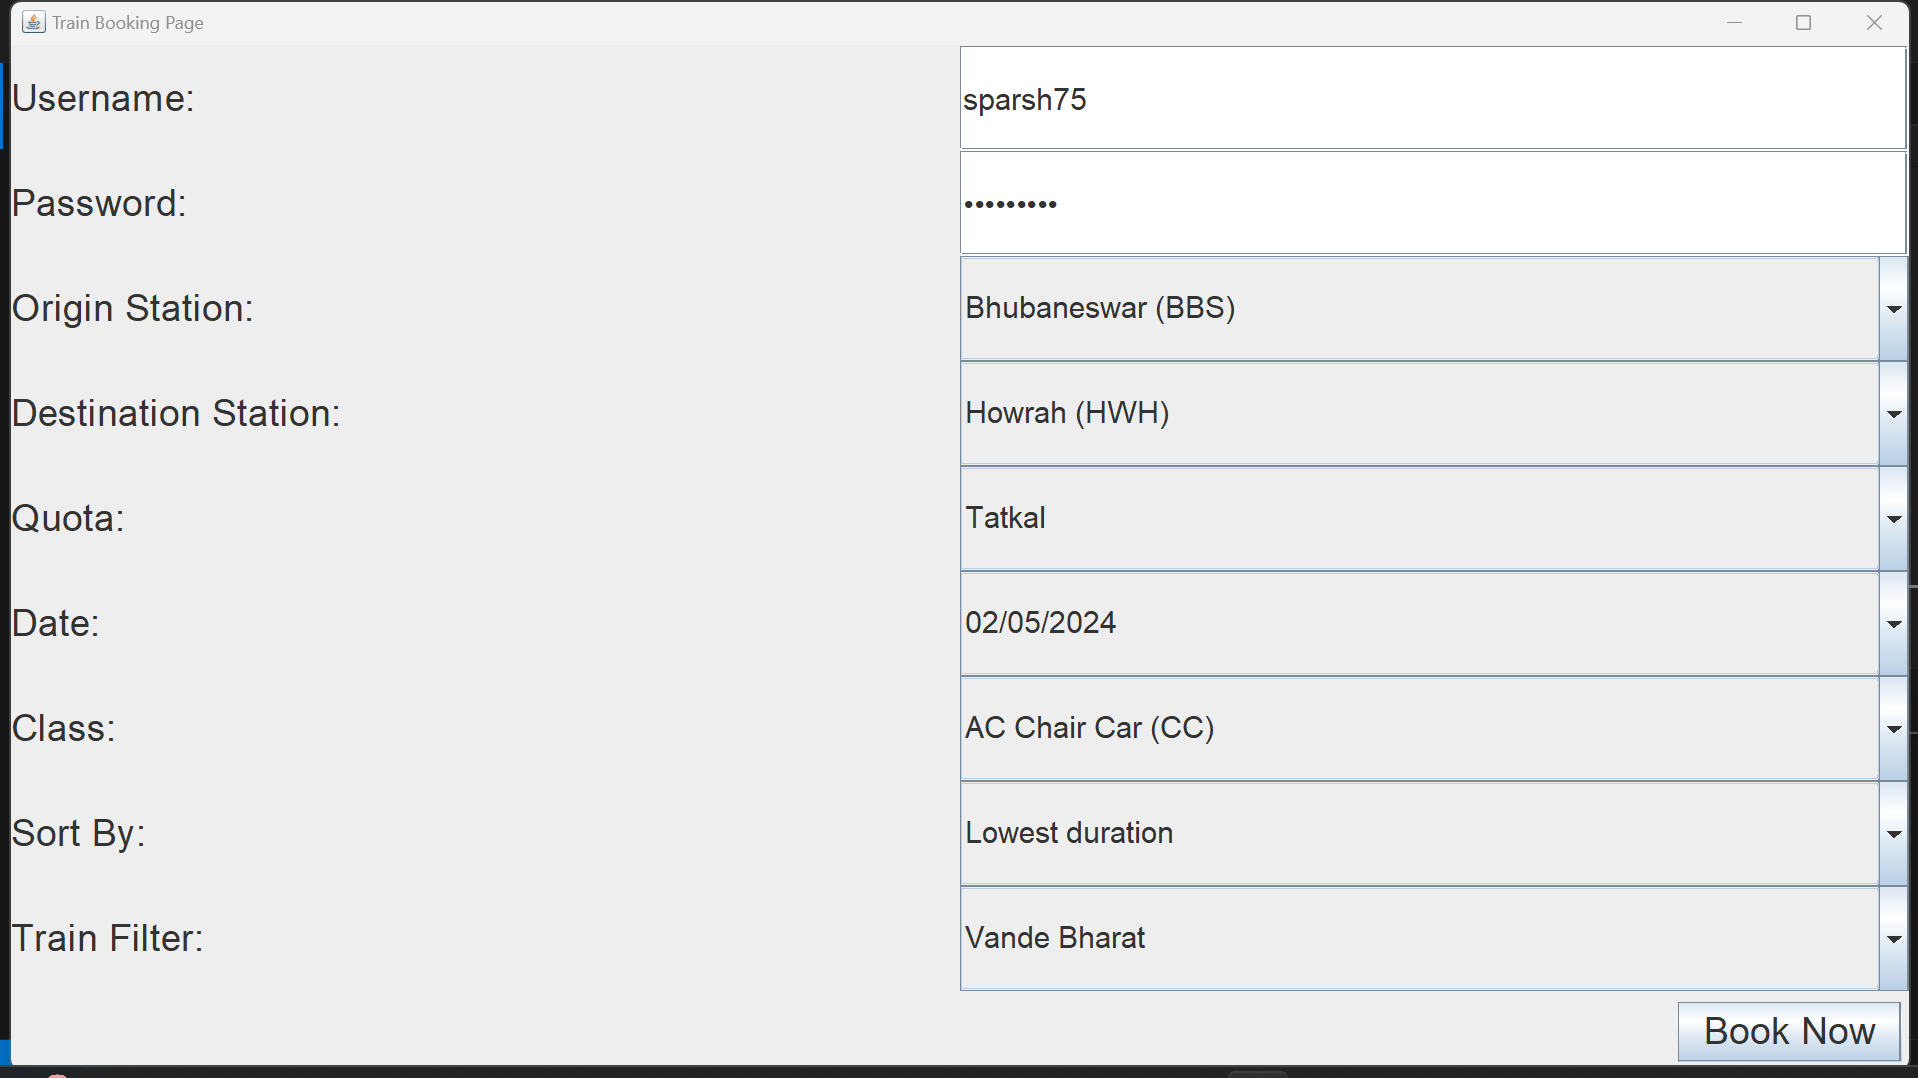 Train Booking Page
Username: sparsh75
Password: •••••••••
Origin Station: Bhubaneswar (BBS)
Destination Station: Howrah (HWH)
Quota: Tatkal
Date: 02/05/2024
Class: AC Chair Car (CC)
Sort By: Lowest duration
Train Filter: Vande Bharat
Book Now